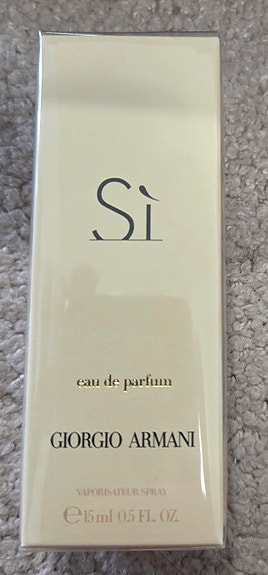 Sì
eau de parfum
GIORGIO ARMANI
VAPORISATEUR SPRAY
℮15ml 0.5 FL. OZ.